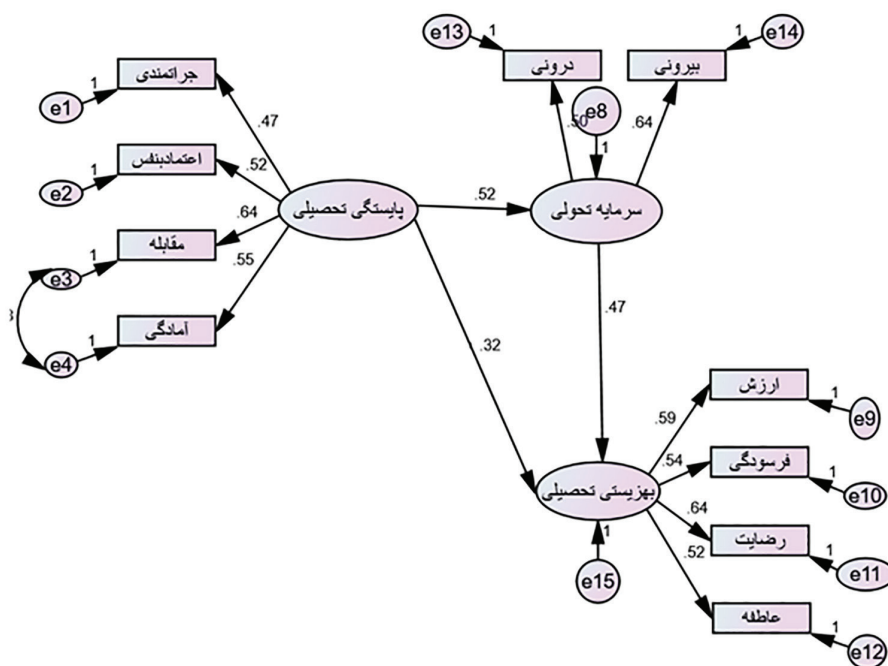 e13
1
1
e14
درونی
بیرونی
1
جراتمندی
e1
.50
e8
.64
1
.47
1
اعتمادبنفس
e2
.52
پایستگی تحصیلی
.52
سرمایه تحولی
.64
1
مقابله
e3
.55
1
آمادگی
e4
.47
.32
ارزش
1
e9
.59
فرسودگی
1
e10
.54
بهزیستی تحصیلی
.64
رضایت
1
e11
1
.52
e15
عاطفه
1
e12